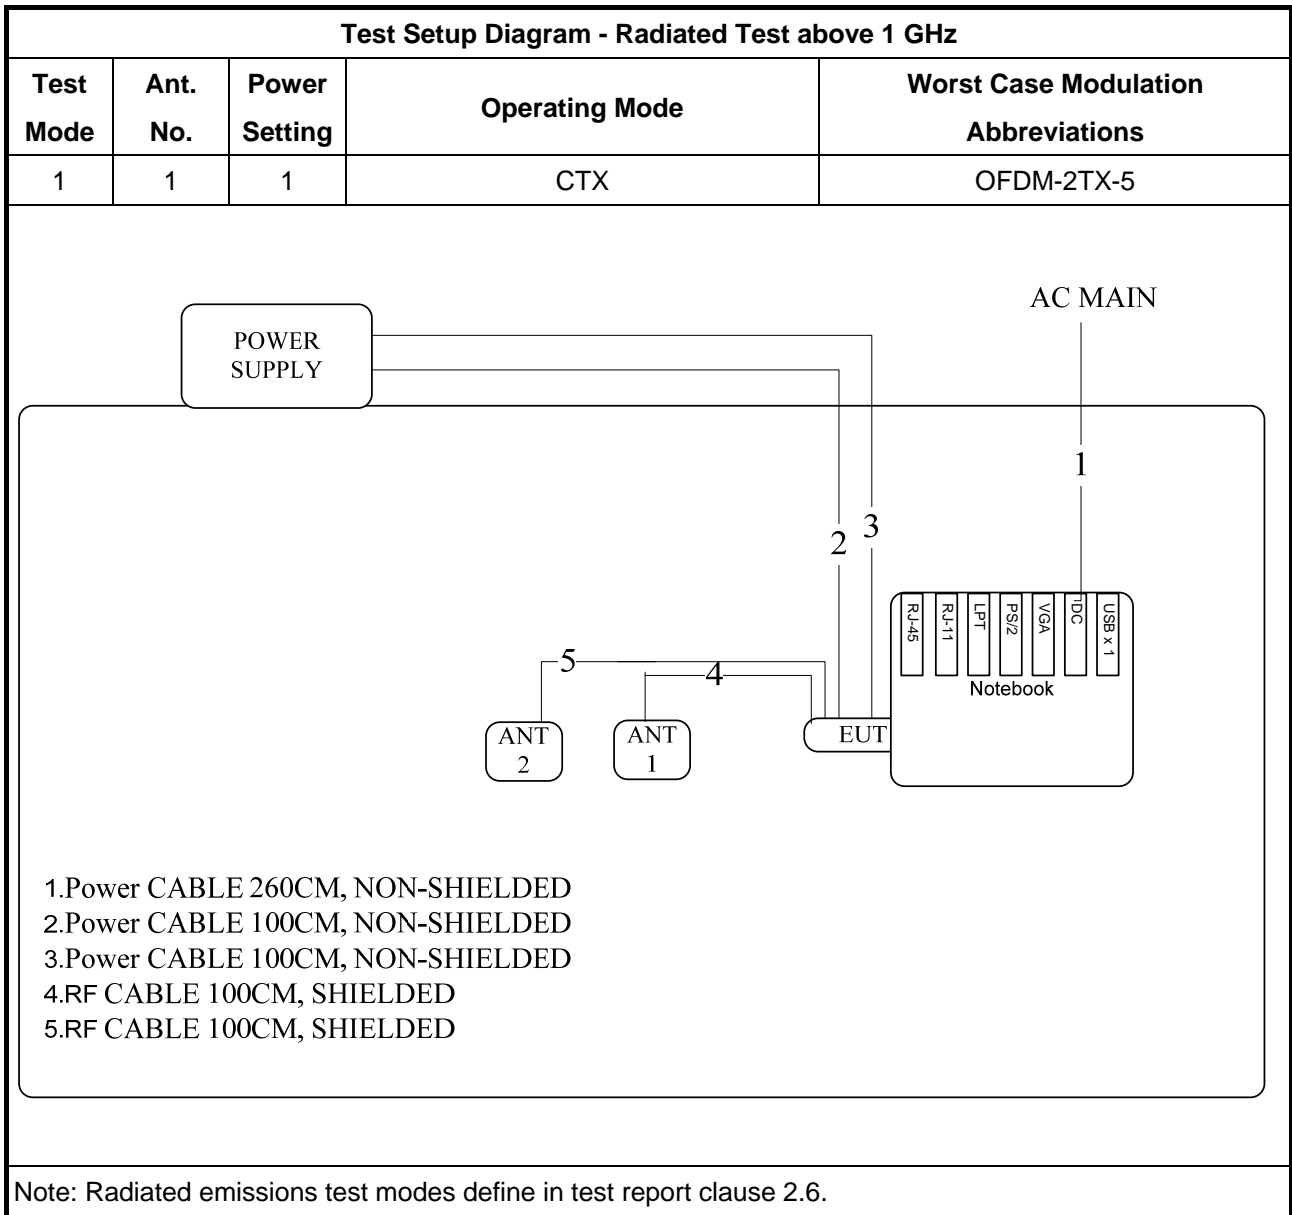 Test Setup Diagram - Radiated Test above 1 GHz
Test Mode
Ant. No.
Power Setting
Operating Mode
Worst Case Modulation Abbreviations
1 1 1 CTX OFDM-2TX-5
AC MAIN
POWER
SUPPLY
1
2
3
RJ-45
RJ-11
LPT
PS/2
VGA
DC
USB x 1
Notebook
5
4
ANT
2
ANT
1
EUT
1.Power CABLE 260CM, NON-SHIELDED
2.Power CABLE 100CM, NON-SHIELDED
3.Power CABLE 100CM, NON-SHIELDED
4.RF CABLE 100CM, SHIELDED
5.RF CABLE 100CM, SHIELDED
Note: Radiated emissions test modes define in test report clause 2.6.